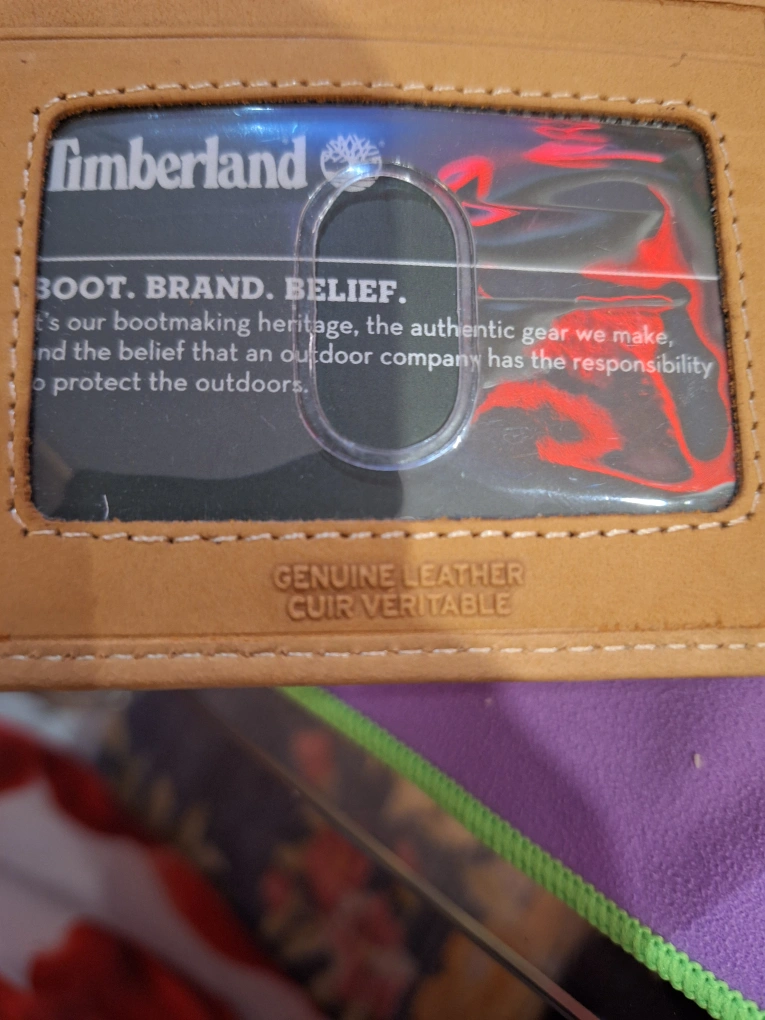 Timberland
BOOT. BRAND. BELIEF.
t's our bootmaking heritage, the authentic gear we make,
nd the belief that an outdoor company has the responsibility
o protect the outdoors.
GENUINE LEATHER
CUIR VÉRITABLE